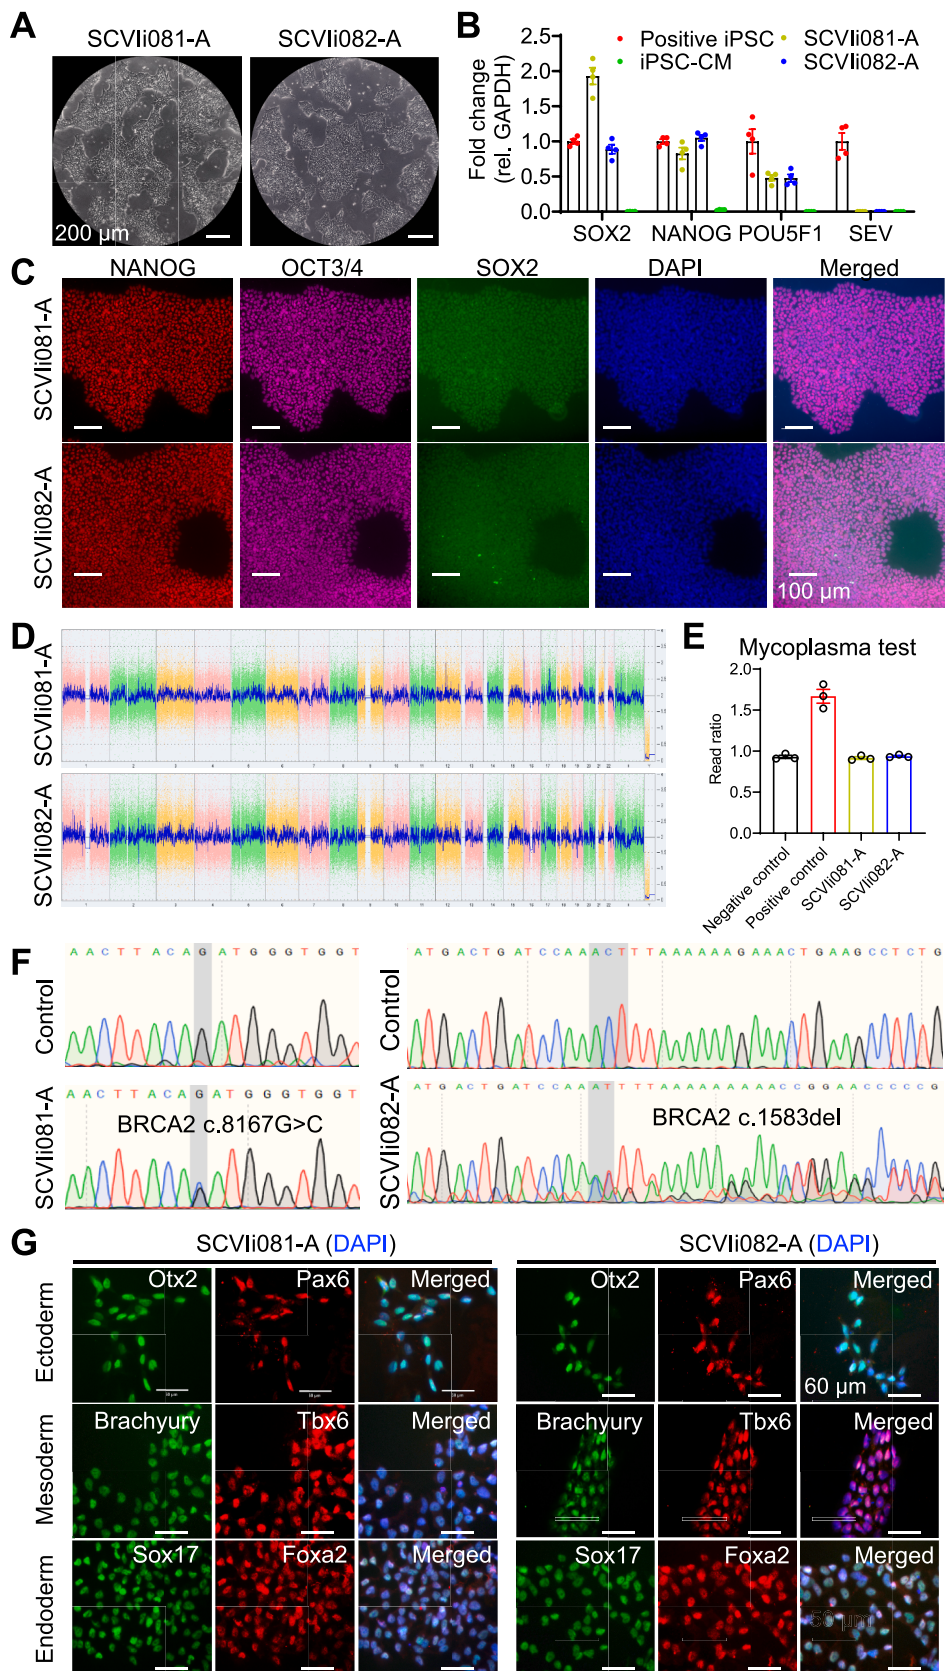 A
SCVIi081-A
SCVIi082-A
200 µm
B
Fold change
(rel. GAPDH)
2.5
2.0
1.5
1.0
0.5
0.0
Positive iPSC
SCVIi081-A
iPSC-CM
SCVIi082-A
SOX2 NANOG POU5F1 SEV
C
NANOG OCT3/4 SOX2 DAPI Merged
SCVIi081-A
SCVIi082-A
100 µm
D
SCVIi081-A
SCVIi082-A
E
Mycoplasma test
Read ratio
2.0
1.5
1.0
0.5
0.0
Negative control
Positive control
SCVIi081-A
SCVIi082-A
F
Control
A A C T T A C A G A T G G G T G G T
SCVIi081-A
A A C T T A C A G A T G G G T G G T
BRCA2 c.8167G>C
Control
A T G A C T G A T C C A A A C T T T A A A A A A G A A A C T G A A G C C T C T G
SCVIi082-A
A T G A C T G A T C C A A A T T T T A A A A A A A A A A C C G G A A C C C C C G
BRCA2 c.1583del
G
SCVIi081-A (DAPI)
SCVIi082-A (DAPI)
Ectoderm
Otx2 Pax6 Merged
Otx2 Pax6 Merged
60 µm
Mesoderm
Brachyury Tbx6 Merged
Brachyury Tbx6 Merged
Endoderm
Sox17 Foxa2 Merged
Sox17 Foxa2 Merged
50 µm